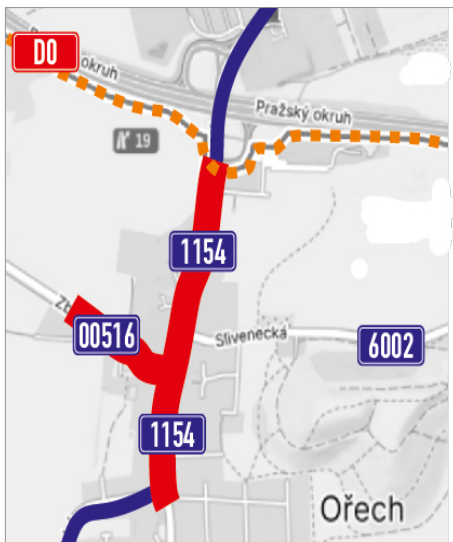 D0
okruh
Pražský okruh
19
1154
Zb
00516
Slivenecká
6002
1154
Ořech